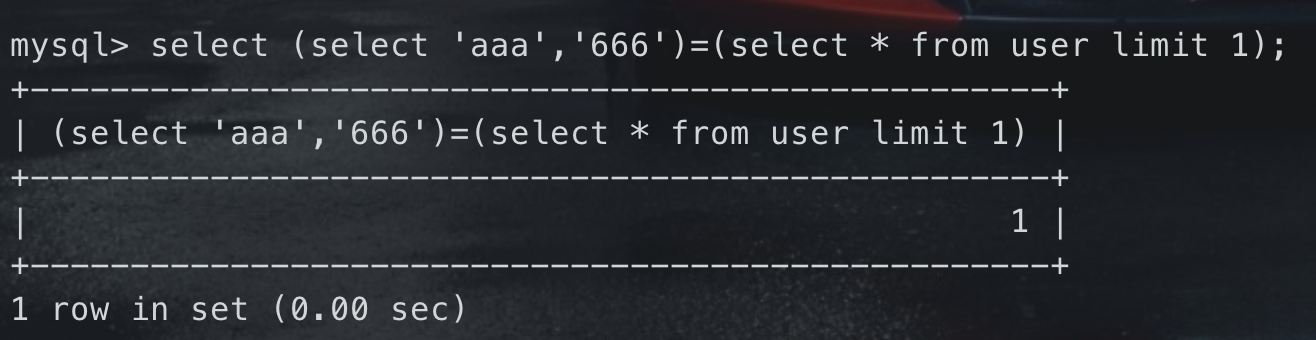 mysql> select (select 'aaa','666')=(select * from user limit 1);
+---------------------------------------------------+
| (select 'aaa','666')=(select * from user limit 1) |
+---------------------------------------------------+
|                                                 1 |
+---------------------------------------------------+
1 row in set (0.00 sec)